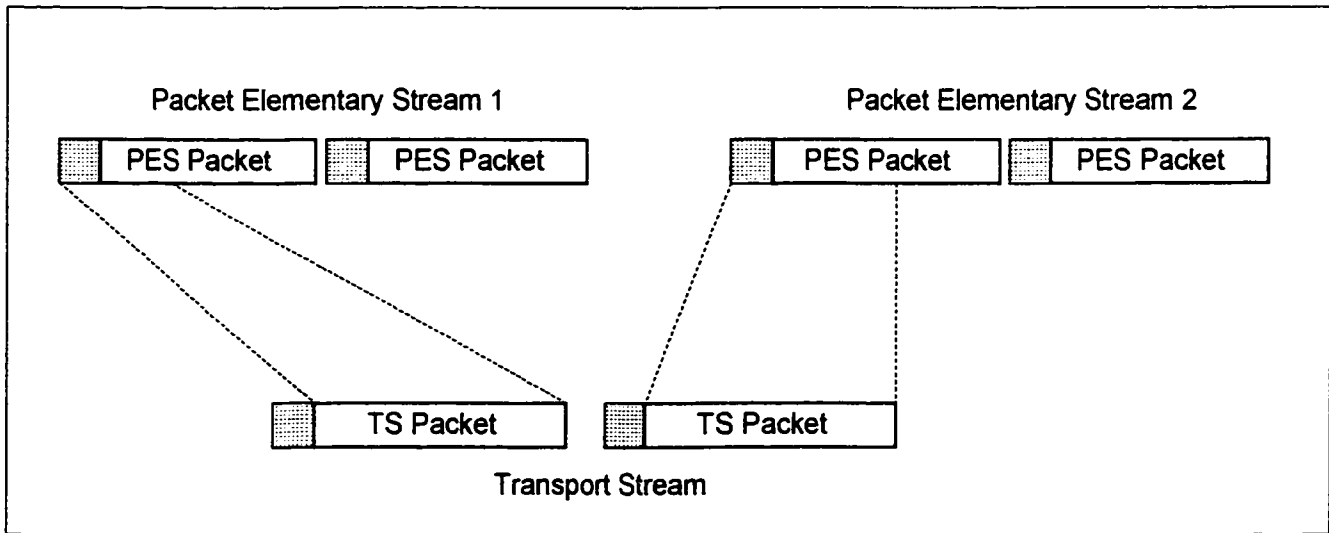 Packet Elementary Stream 1
Packet Elementary Stream 2
PES Packet
PES Packet
PES Packet
PES Packet
TS Packet
TS Packet
Transport Stream